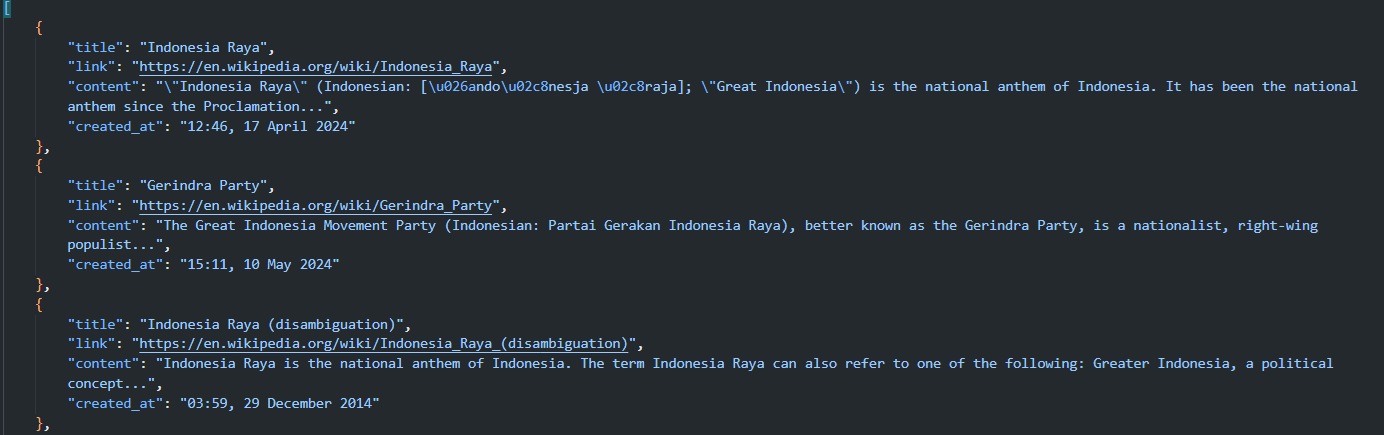 [
{
"title": "Indonesia Raya",
"link": "https://en.wikipedia.org/wiki/Indonesia_Raya",
"content": "\"Indonesia Raya\" (Indonesian: [\u026ando\u02c8nesja \u02c8raja]; \"Great Indonesia\") is the national anthem of Indonesia. It has been the national
anthem since the Proclamation...",
"created_at": "12:46, 17 April 2024"
},
{
"title": "Gerindra Party",
"link": "https://en.wikipedia.org/wiki/Gerindra_Party",
"content": "The Great Indonesia Movement Party (Indonesian: Partai Gerakan Indonesia Raya), better known as the Gerindra Party, is a nationalist, right-wing
populist...",
"created_at": "15:11, 10 May 2024"
},
{
"title": "Indonesia Raya (disambiguation)",
"link": "https://en.wikipedia.org/wiki/Indonesia_Raya_(disambiguation)",
"content": "Indonesia Raya is the national anthem of Indonesia. The term Indonesia Raya can also refer to one of the following: Greater Indonesia, a political
concept...",
"created_at": "03:59, 29 December 2014"
},